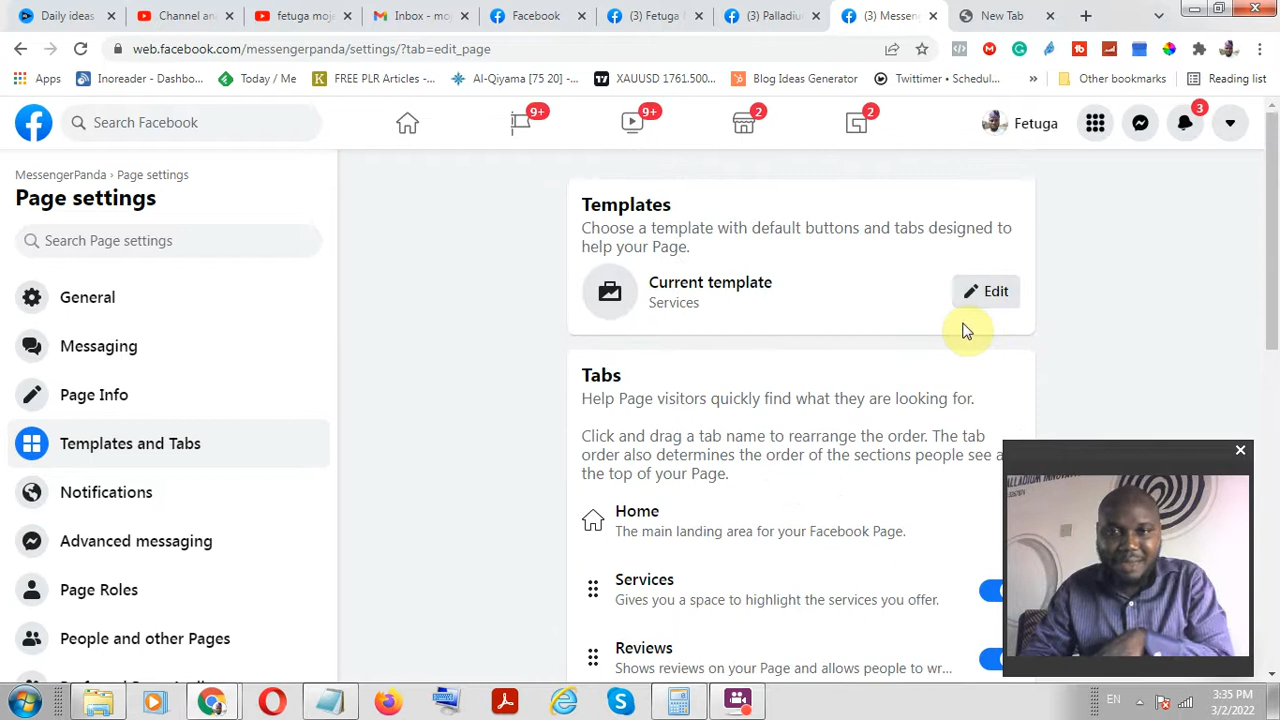 Daily ideas
Channel an
fetuga moj
Inbox - mo
Facebook
(3) Fetuga
(3) Palladiu
(3) Messen
New Tab
web.facebook.com/messengerpanda/settings/?tab=edit_page
Apps
Inoreader - Dashbo...
Today / Me
FREE PLR Articles -...
Al-Qiyama [75 20] -...
XAUUSD 1761.500...
Blog Ideas Generator
Twittimer • Schedul...
»
Other bookmarks
Reading list
Search Facebook
9+
9+
2
2
Fetuga
3
MessengerPanda › Page settings
Page settings
Search Page settings
General
Messaging
Page Info
Templates and Tabs
Notifications
Advanced messaging
Page Roles
People and other Pages
Templates
Choose a template with default buttons and tabs designed to
help your Page.
Current template
Services
Edit
Tabs
Help Page visitors quickly find what they are looking for.
Click and drag a tab name to rearrange the order. The tab
order also determines the order of the sections people see a
the top of your Page.
Home
The main landing area for your Facebook Page.
Services
Gives you a space to highlight the services you offer.
Reviews
Shows reviews on your Page and allows people to wr...
EN
3:35 PM
3/2/2022